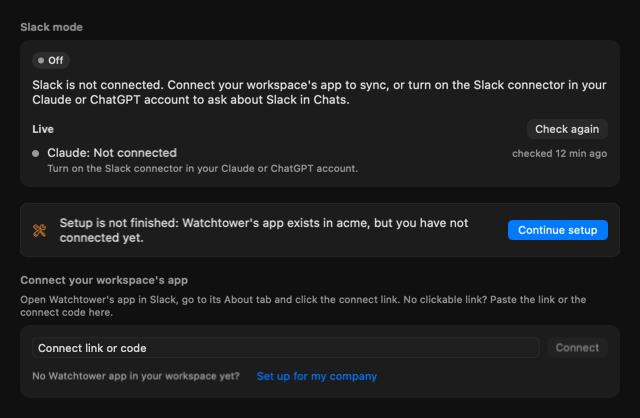 Slack mode
Off
Slack is not connected. Connect your workspace's app to sync, or turn on the Slack connector in your
Claude or ChatGPT account to ask about Slack in Chats.
Live
Check again
Claude: Not connected
checked 12 min ago
Turn on the Slack connector in your Claude or ChatGPT account.
Setup is not finished: Watchtower's app exists in acme, but you have not
connected yet.
Continue setup
Connect your workspace's app
Open Watchtower's app in Slack, go to its About tab and click the connect link. No clickable link? Paste the link or the
connect code here.
Connect link or code
Connect
No Watchtower app in your workspace yet?
Set up for my company